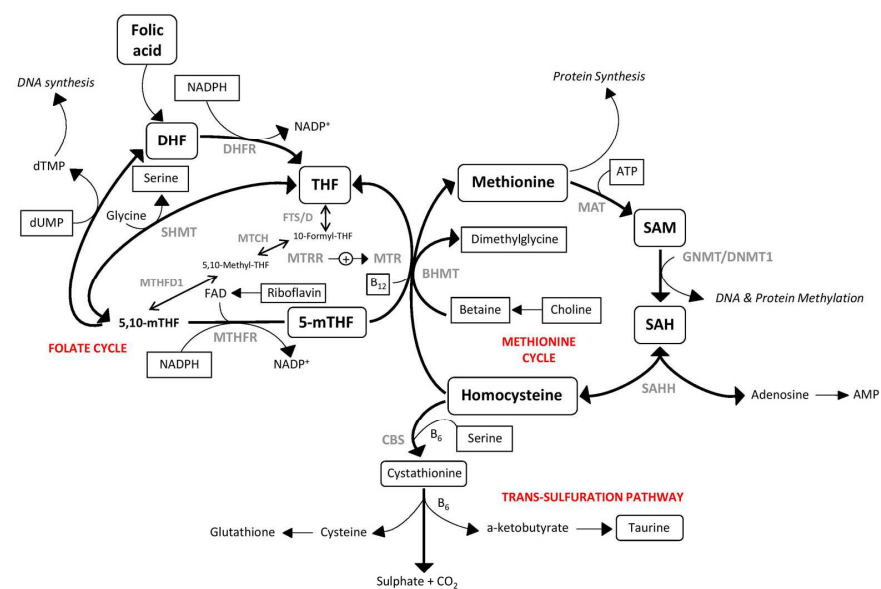 Folic
acid
DNA synthesis
NADPH
Protein Synthesis
NADP+
DHF
DHFR
dTMP
Serine
THF
Methionine
ATP
MAT
dUMP
Glycine
SHMT
FTS/D
SAM
MTCH
10-Formyl-THF
Dimethylglycine
MTRR
+
MTR
BHMT
GNMT/DNMT1
5,10-Methyl-THF
MTHFD1
B12
FAD
Riboflavin
Betaine
Choline
DNA & Protein Methylation
5,10-mTHF
5-mTHF
SAH
MTHFR
FOLATE CYCLE
METHIONINE
CYCLE
NADPH
NADP+
SAHH
Homocysteine
Adenosine
AMP
CBS
B6
Serine
Cystathionine
TRANS-SULFURATION PATHWAY
B6
Glutathione
Cysteine
a-ketobutyrate
Taurine
Sulphate + CO2